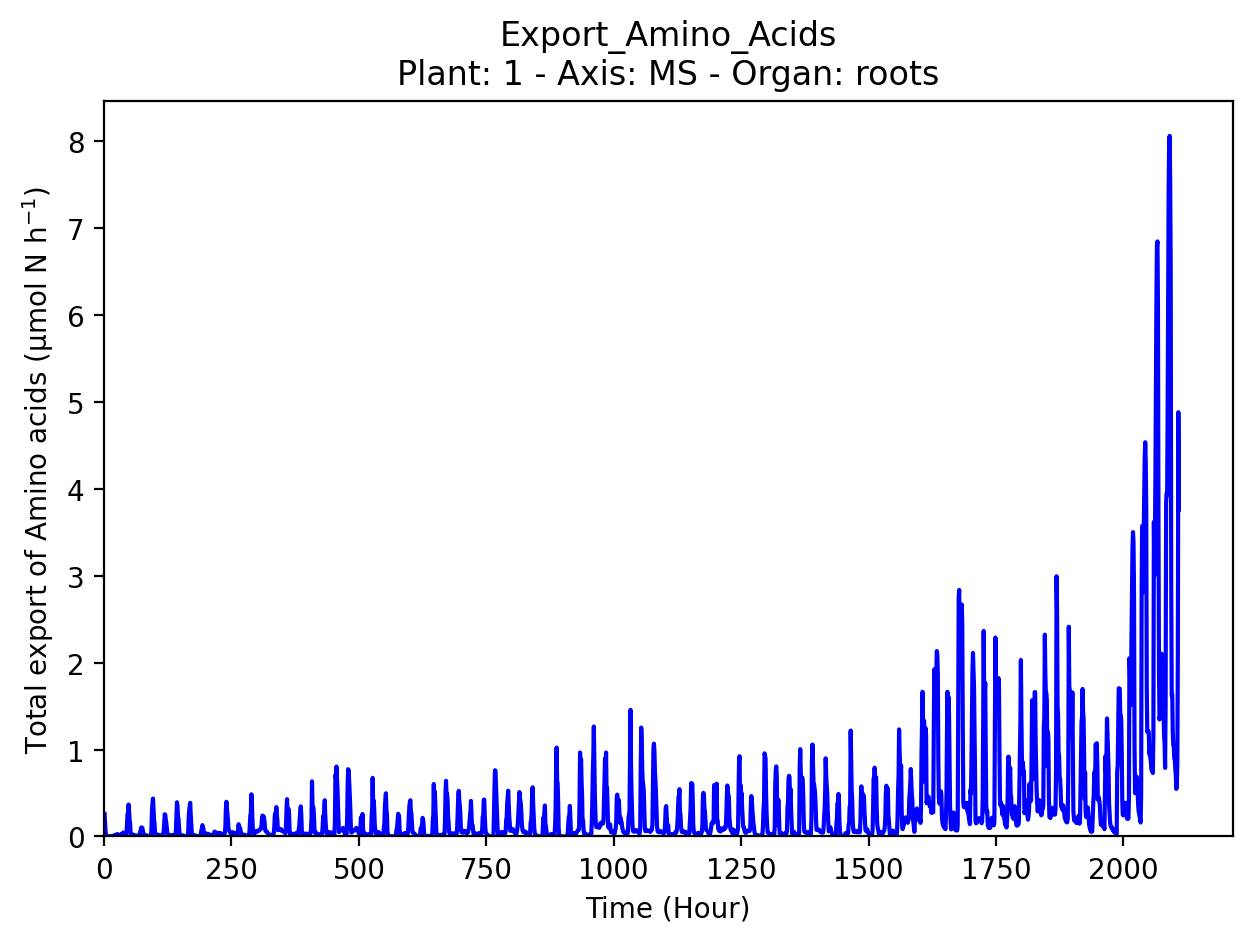 Export_Amino_Acids
Plant: 1 - Axis: MS - Organ: roots
Total export of Amino acids (µmol N h⁻¹)
8
7
6
5
4
3
2
1
0
0 250 500 750 1000 1250 1500 1750 2000
Time (Hour)